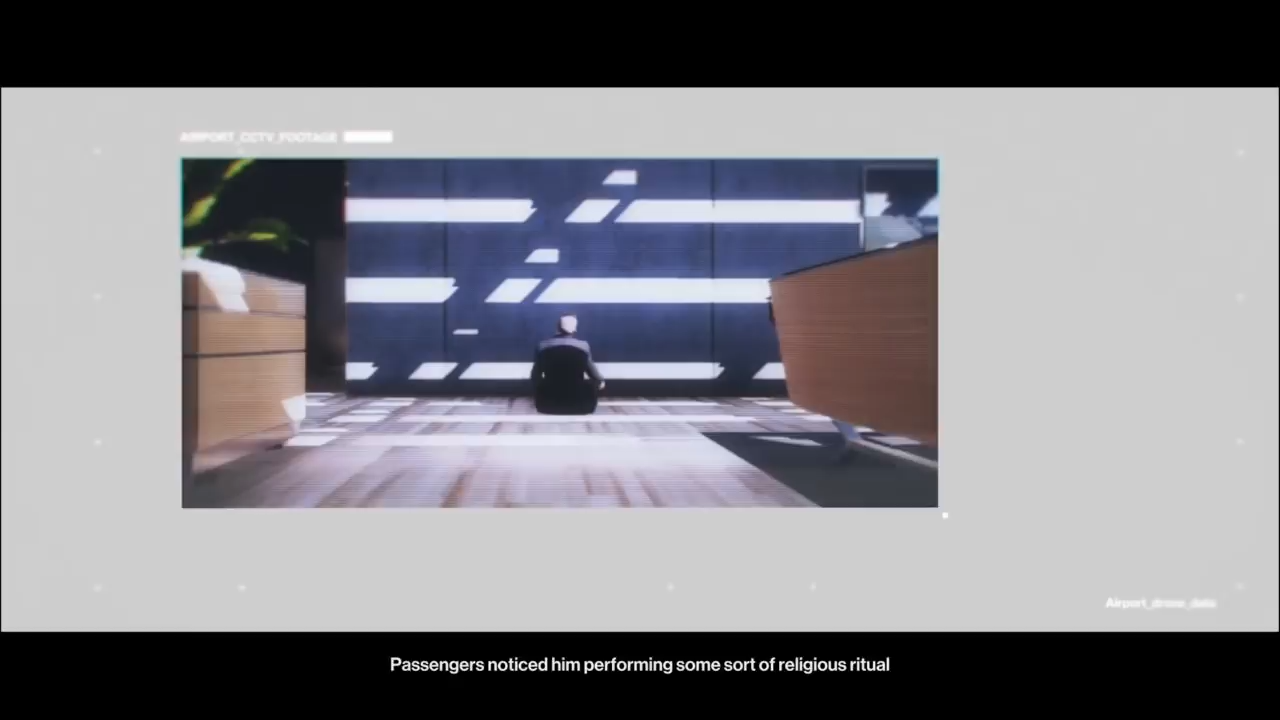 AIRPORT_CCTV_FOOTAGE
Airport_drone_data
Passengers noticed him performing some sort of religious ritual